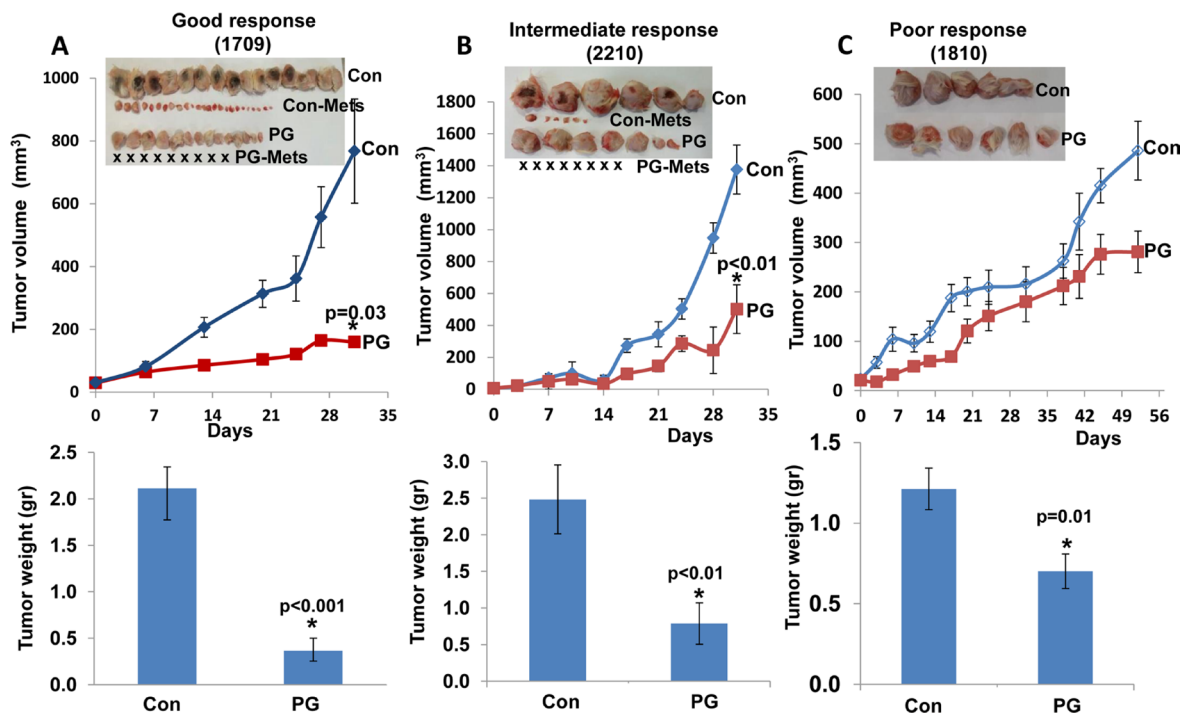 A
Good response
(1709)
Tumor volume (mm³)
1000
800
600
400
200
0
Con
Con-Mets
PG
x x x x x x x x x x PG-Mets
Con
p=0.03
*
PG
0 7 14 21 28 35
Days
B
Intermediate response
(2210)
Tumor volume (mm³)
1800
1600
1400
1200
1000
800
600
400
200
0
Con
Con-Mets
PG
x x x x x x x x PG-Mets
Con
p<0.01
*
PG
0 7 14 21 28 35
Days
C
Poor response
(1810)
Tumor volume (mm³)
600
500
400
300
200
100
0
Con
PG
Con
PG
0 7 14 21 28 35 42 49 56
Days
Tumor weight (gr)
2.5
2.0
1.5
1.0
0.5
0.0
p<0.001
*
Con PG
Tumor weight (gr)
3.0
2.5
2.0
1.5
1.0
0.5
0.0
p<0.01
*
Con PG
Tumor weight (gr)
1.5
1.0
0.5
0.0
p=0.01
*
Con PG